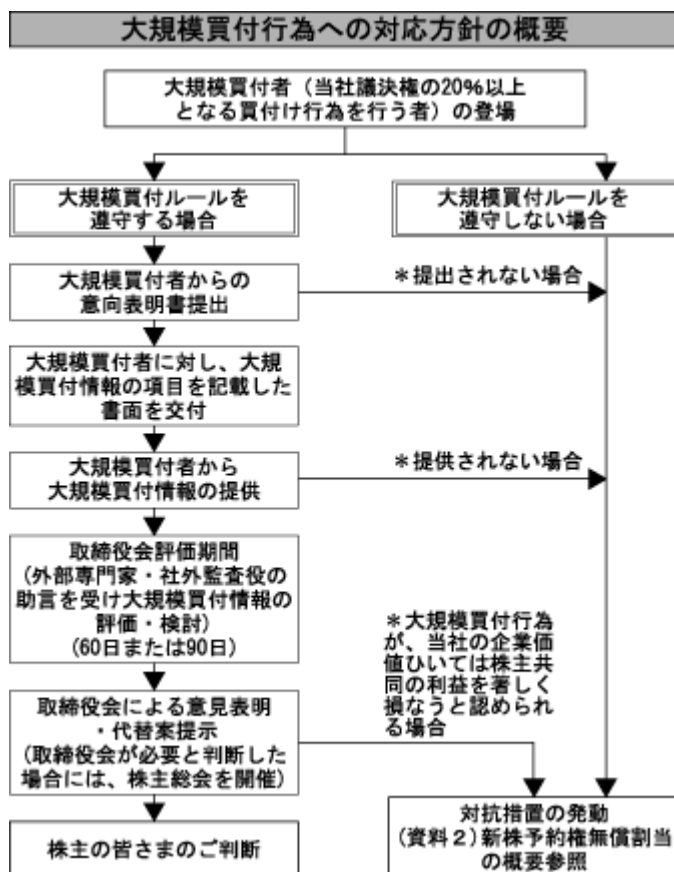 大規模買付行為への対応方針の概要
大規模買付者（当社議決権の20%以上
となる買付け行為を行う者）の登場
大規模買付ルールを
遵守する場合
大規模買付ルールを
遵守しない場合
大規模買付者からの
意向表明書提出
＊提出されない場合
大規模買付者に対し、大規
模買付情報の項目を記載した
書面を交付
大規模買付者から
大規模買付情報の提供
＊提供されない場合
取締役会評価期間
(外部専門家・社外監査役の
助言を受け大規模買付情報の
評価・検討)
(60日または90日)
＊大規模買付行為
が、当社の企業価
値ひいては株主共
同の利益を著しく
損なうと認められ
る場合
取締役会による意見表明
・代替案提示
(取締役会が必要と判断した
場合には、株主総会を開催)
株主の皆さまのご判断
対抗措置の発動
(資料２)新株予約権無償割当
の概要参照